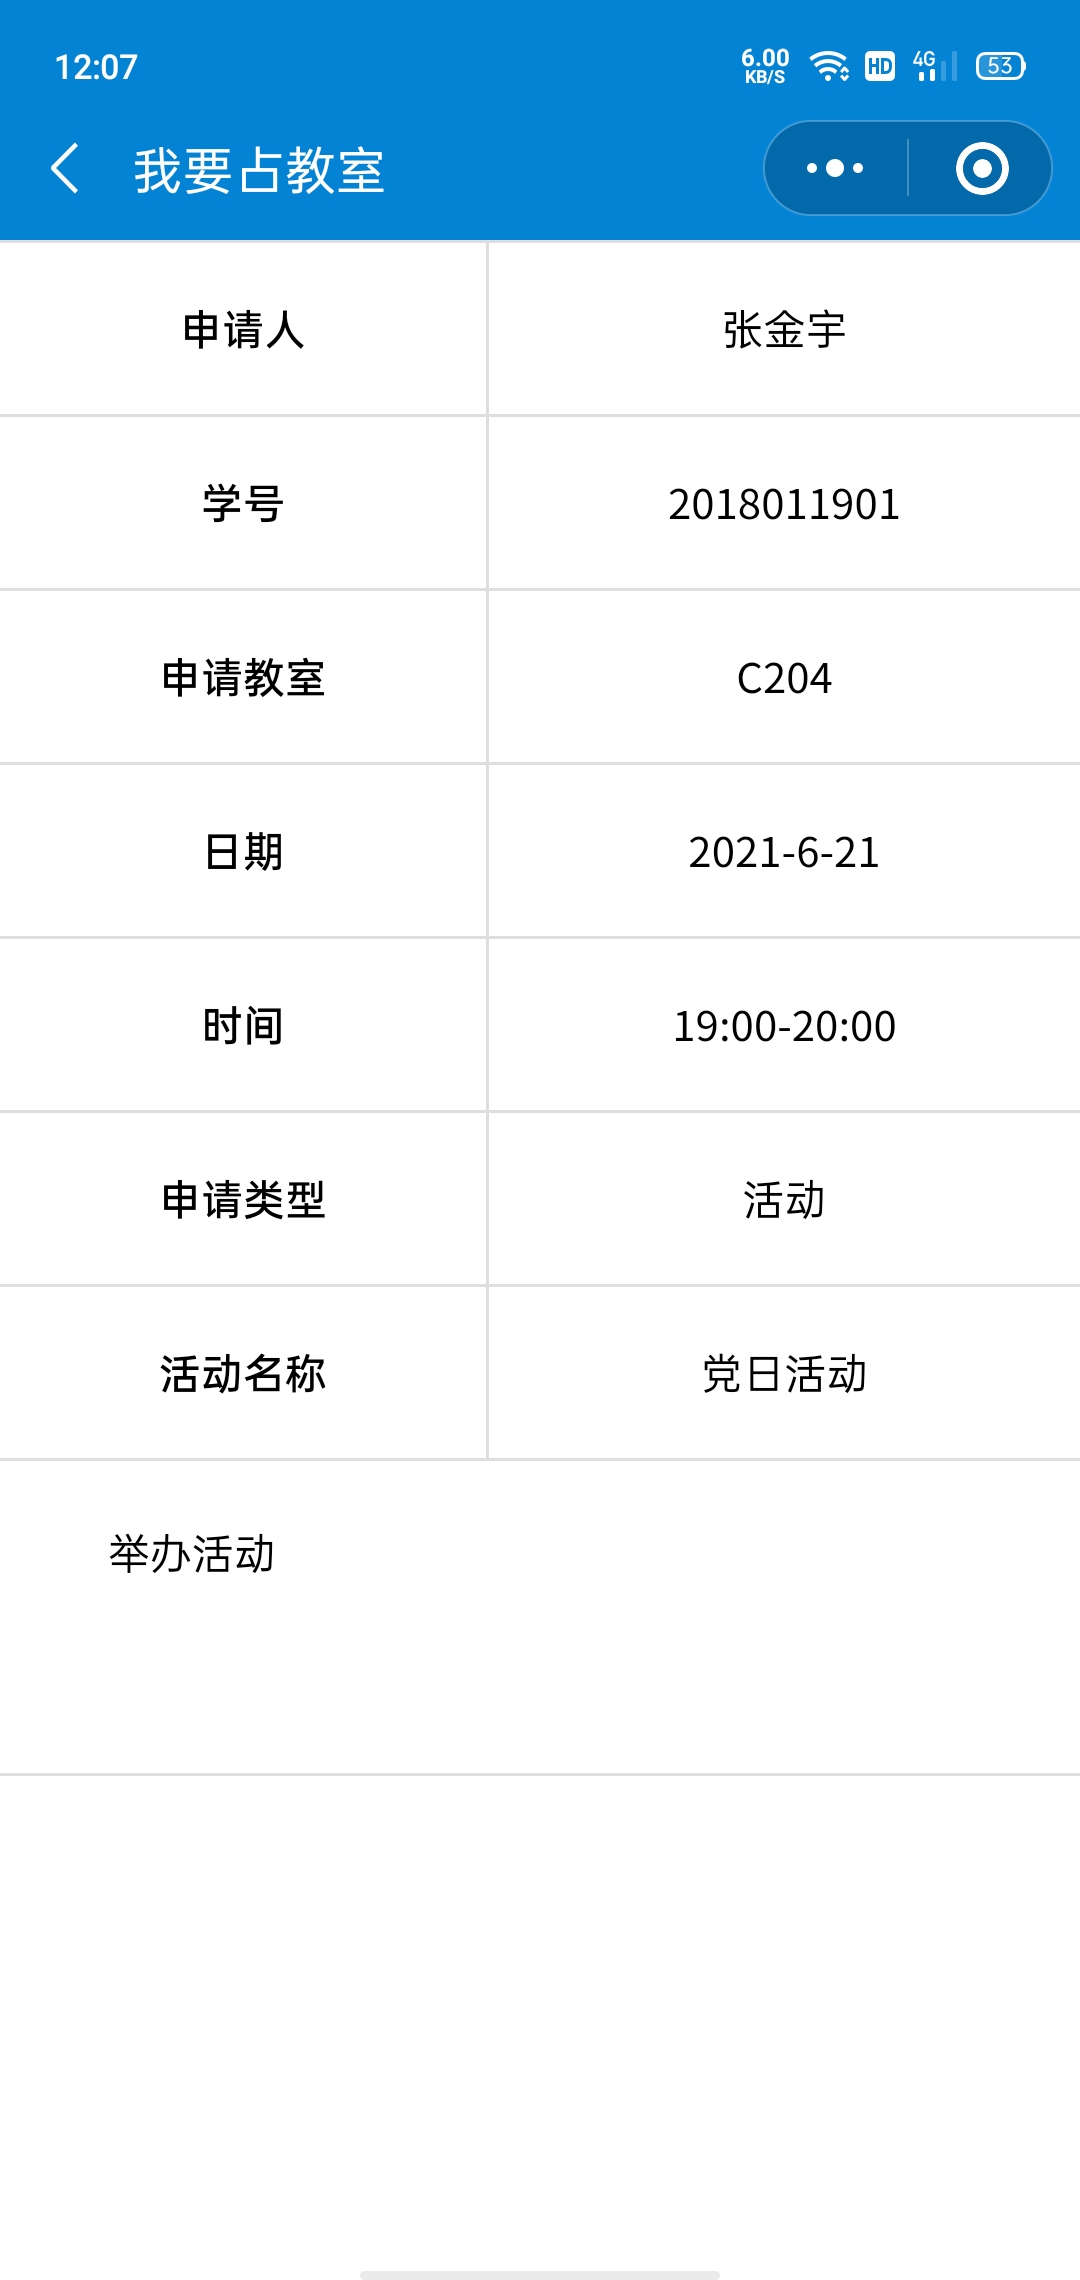 12:07
6.00
KB/S
HD
4G
53
我要占教室
申请人 张金宇
学号 2018011901
申请教室 C204
日期 2021-6-21
时间 19:00-20:00
申请类型 活动
活动名称 党日活动
举办活动